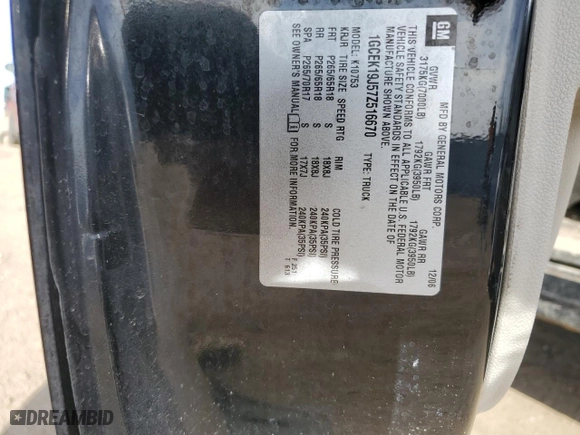 GM
MFD BY GENERAL MOTORS CORP. 12/06
GVWR GAWR FRT GAWR RR
3175KG(7000LB) 1792KG(3950LB) 1792KG(3950LB)
THIS VEHICLE CONFORMS TO ALL APPLICABLE U.S. FEDERAL MOTOR
VEHICLE SAFETY STANDARDS IN EFFECT ON THE DATE OF
MANUFACTURE SHOWN ABOVE.
1GCEK19J57Z516670 TYPE: TRUCK
MODEL: K10753
KRJR TIRE SIZE SPEED RTG RIM COLD TIRE PRESSURE
FRT P265/65R18 S 18X8J 240KPA(35PSI)
RR P265/65R18 S 18X8J 240KPA(35PSI)
SPA P265/70R17 S 17X7J 240KPA(35PSI)
SEE OWNER'S MANUAL FOR MORE INFORMATION.
DREAMBID